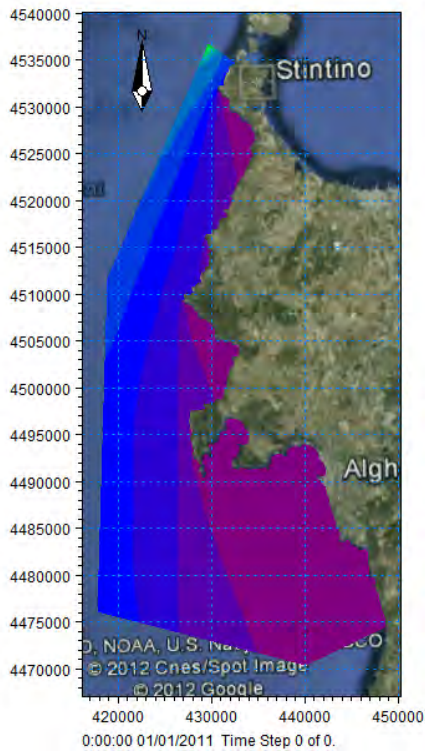 4540000
N
Stintino
4535000
4530000
4525000
4520000
4515000
4510000
4505000
4500000
4495000
Algh
4490000
4485000
4480000
4475000
NOAA, U.S.
CO
4470000
© 2012 Cnes/Spot Image
© 2012 Google
420000 430000 440000 450000
0:00:00 01/01/2011 Time Step 0 of 0.